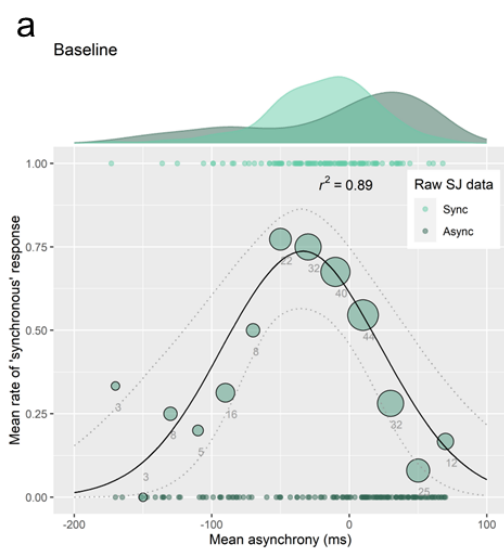 a
Baseline
1.00
r² = 0.89
Raw SJ data
Sync
Async
0.75
22
32
40
44
0.50
8
0.25
3
16
32
8
5
12
3
25
0.00
Mean rate of 'synchronous' response
-200
-100
0
100
Mean asynchrony (ms)